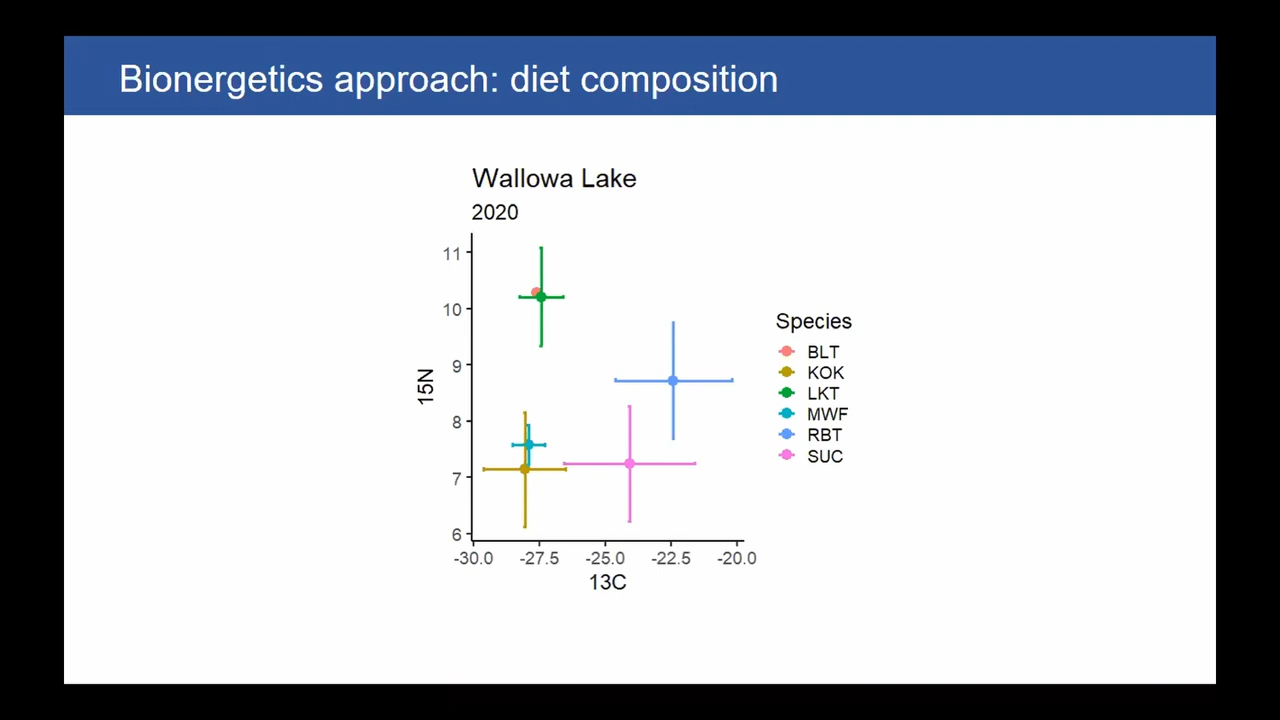 Bionergetics approach: diet composition
Wallowa Lake
2020
11
10
9
8
7
6
15N
-30.0 -27.5 -25.0 -22.5 -20.0
13C
Species
BLT
KOK
LKT
MWF
RBT
SUC